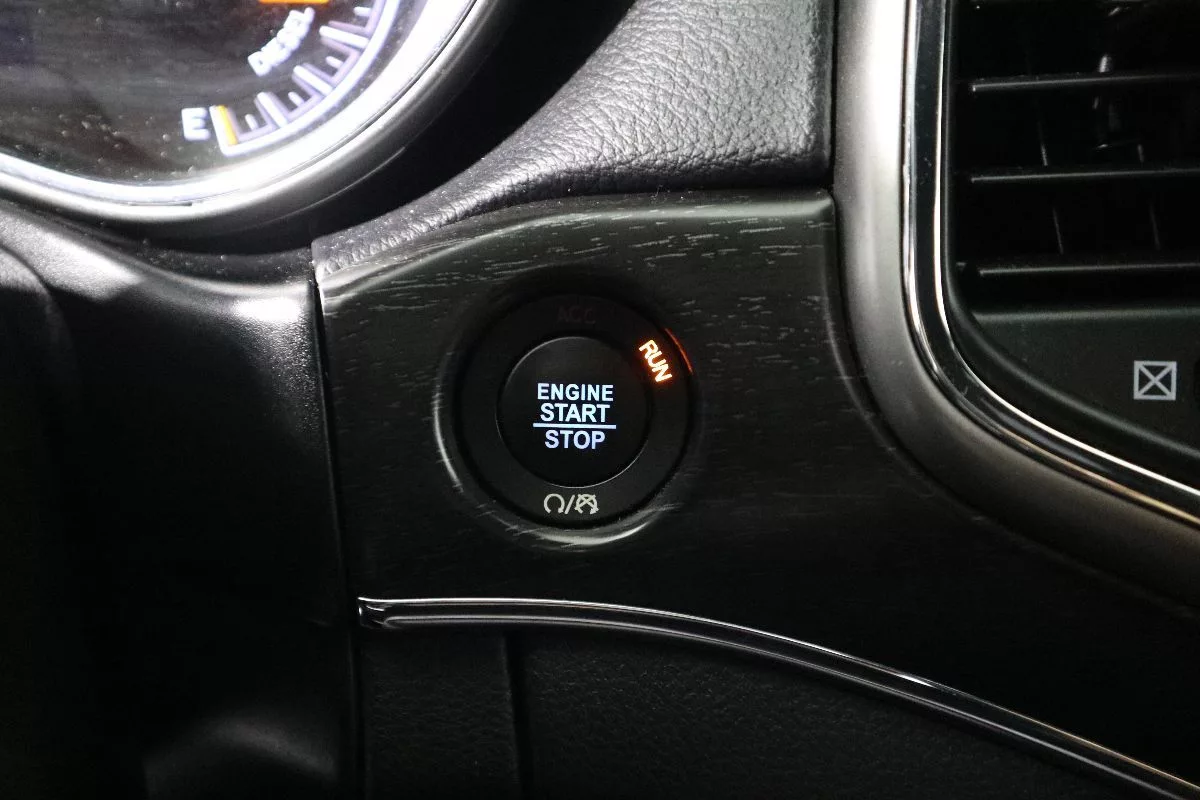 DIESEL
E
ACC
RUN
ENGINE
START
STOP